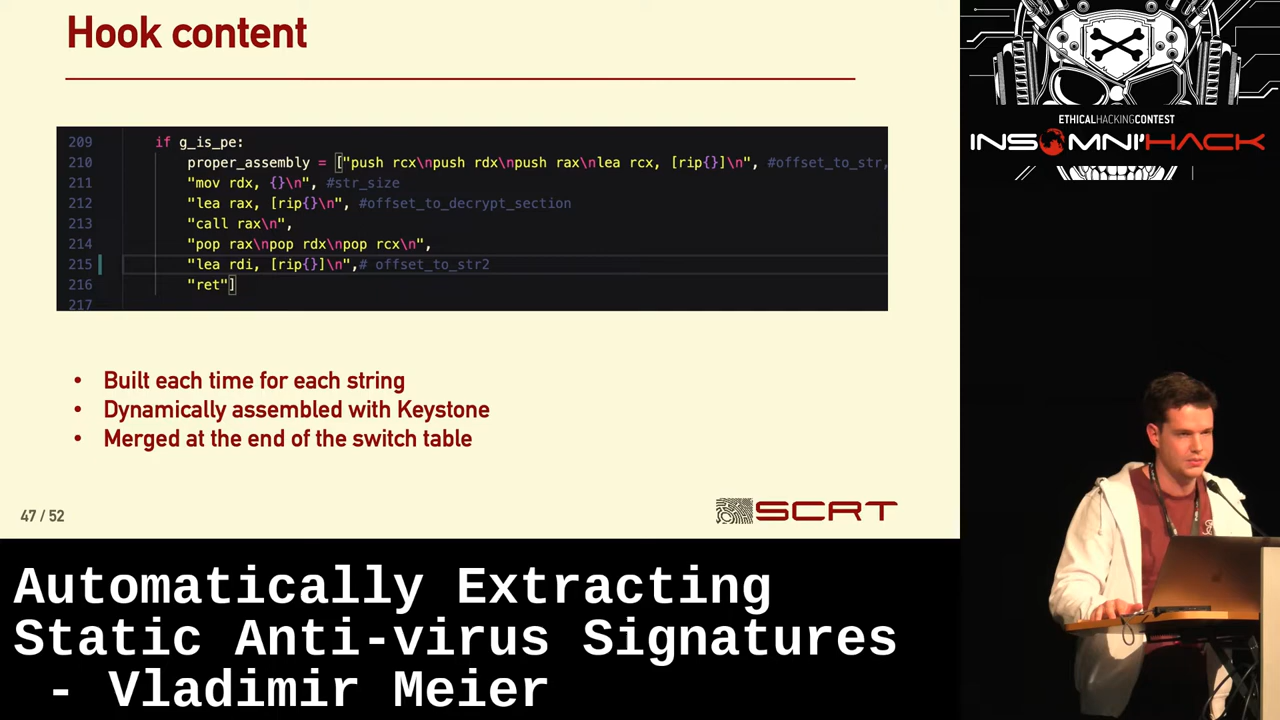 Hook content
209 if g_is_pe:
210 proper_assembly = ["push rcx\npush rdx\npush rax\nlea rcx, [rip{}]\n", #offset_to_str,
211 "mov rdx, {}\n", #str_size
212 "lea rax, [rip{}\n", #offset_to_decrypt_section
213 "call rax\n",
214 "pop rax\npop rdx\npop rcx\n",
215 "lea rdi, [rip{}]\n",# offset_to_str2
216 "ret"]
217
• Built each time for each string
• Dynamically assembled with Keystone
• Merged at the end of the switch table
47 / 52
SCRT
ETHICALHACKINGCONTEST
INSOMNI'HACK
Automatically Extracting
Static Anti-virus Signatures
- Vladimir Meier